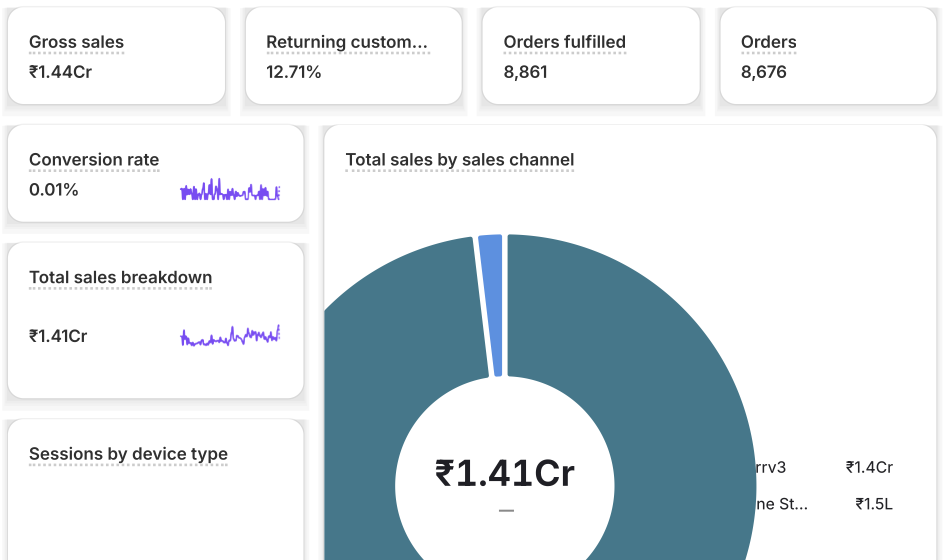 Gross sales
₹1.44Cr
Returning custom...
12.71%
Orders fulfilled
8,861
Orders
8,676
Conversion rate
0.01%
Total sales by sales channel
Total sales breakdown
₹1.41Cr
Sessions by device type
₹1.41Cr
—
rrv3 ₹1.4Cr
ne St... ₹1.5L